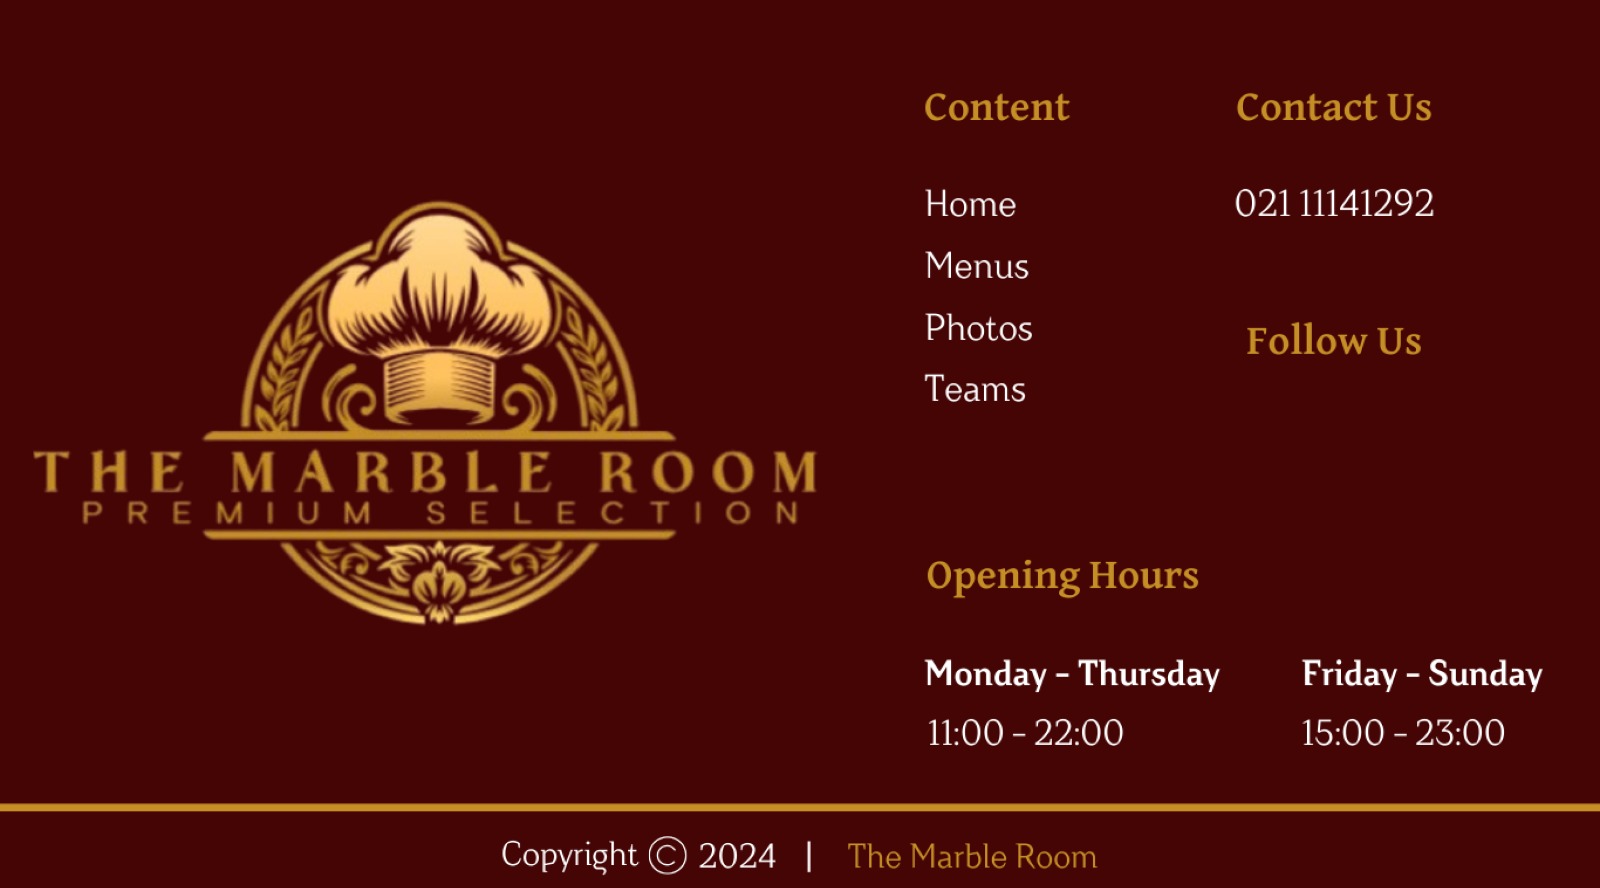 THE MARBLE ROOM
PREMIUM SELECTION
Content
Home
Menus
Photos
Teams
Contact Us
021 11141292
Follow Us
Opening Hours
Monday - Thursday
11:00 - 22:00
Friday - Sunday
15:00 - 23:00
Copyright © 2024 | The Marble Room